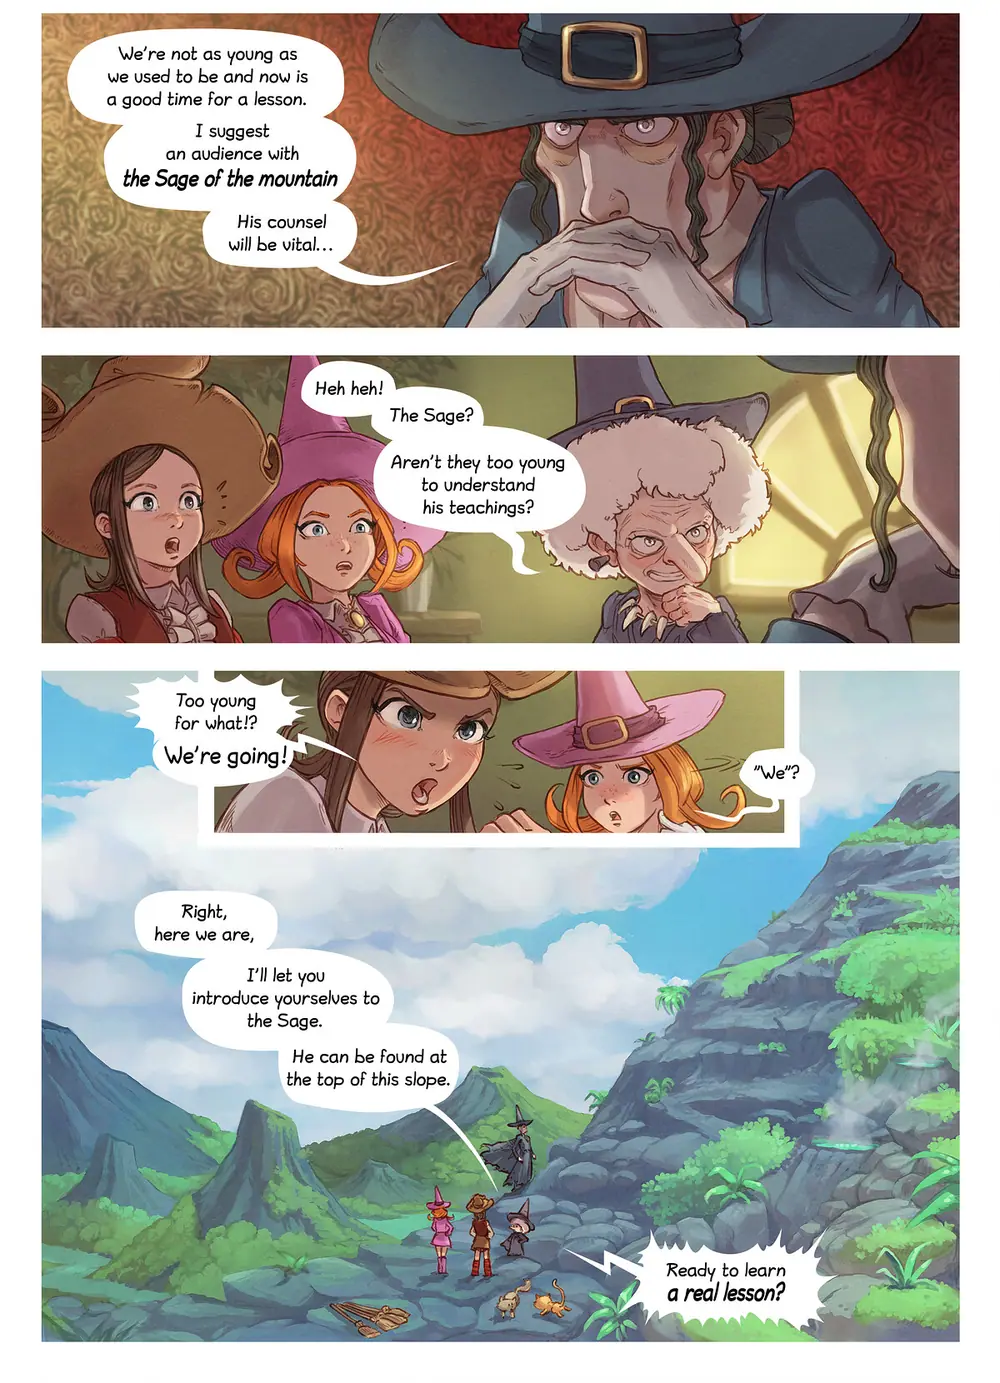 We're not as young as
we used to be and now is
a good time for a lesson.
I suggest
an audience with
the Sage of the mountain
His counsel
will be vital...
Heh heh!
The Sage?
Aren't they too young
to understand
his teachings?
Too young
for what!?
We're going!
"We"?
Right,
here we are,
I'll let you
introduce yourselves to
the Sage.
He can be found at
the top of this slope.
Ready to learn
a real lesson?